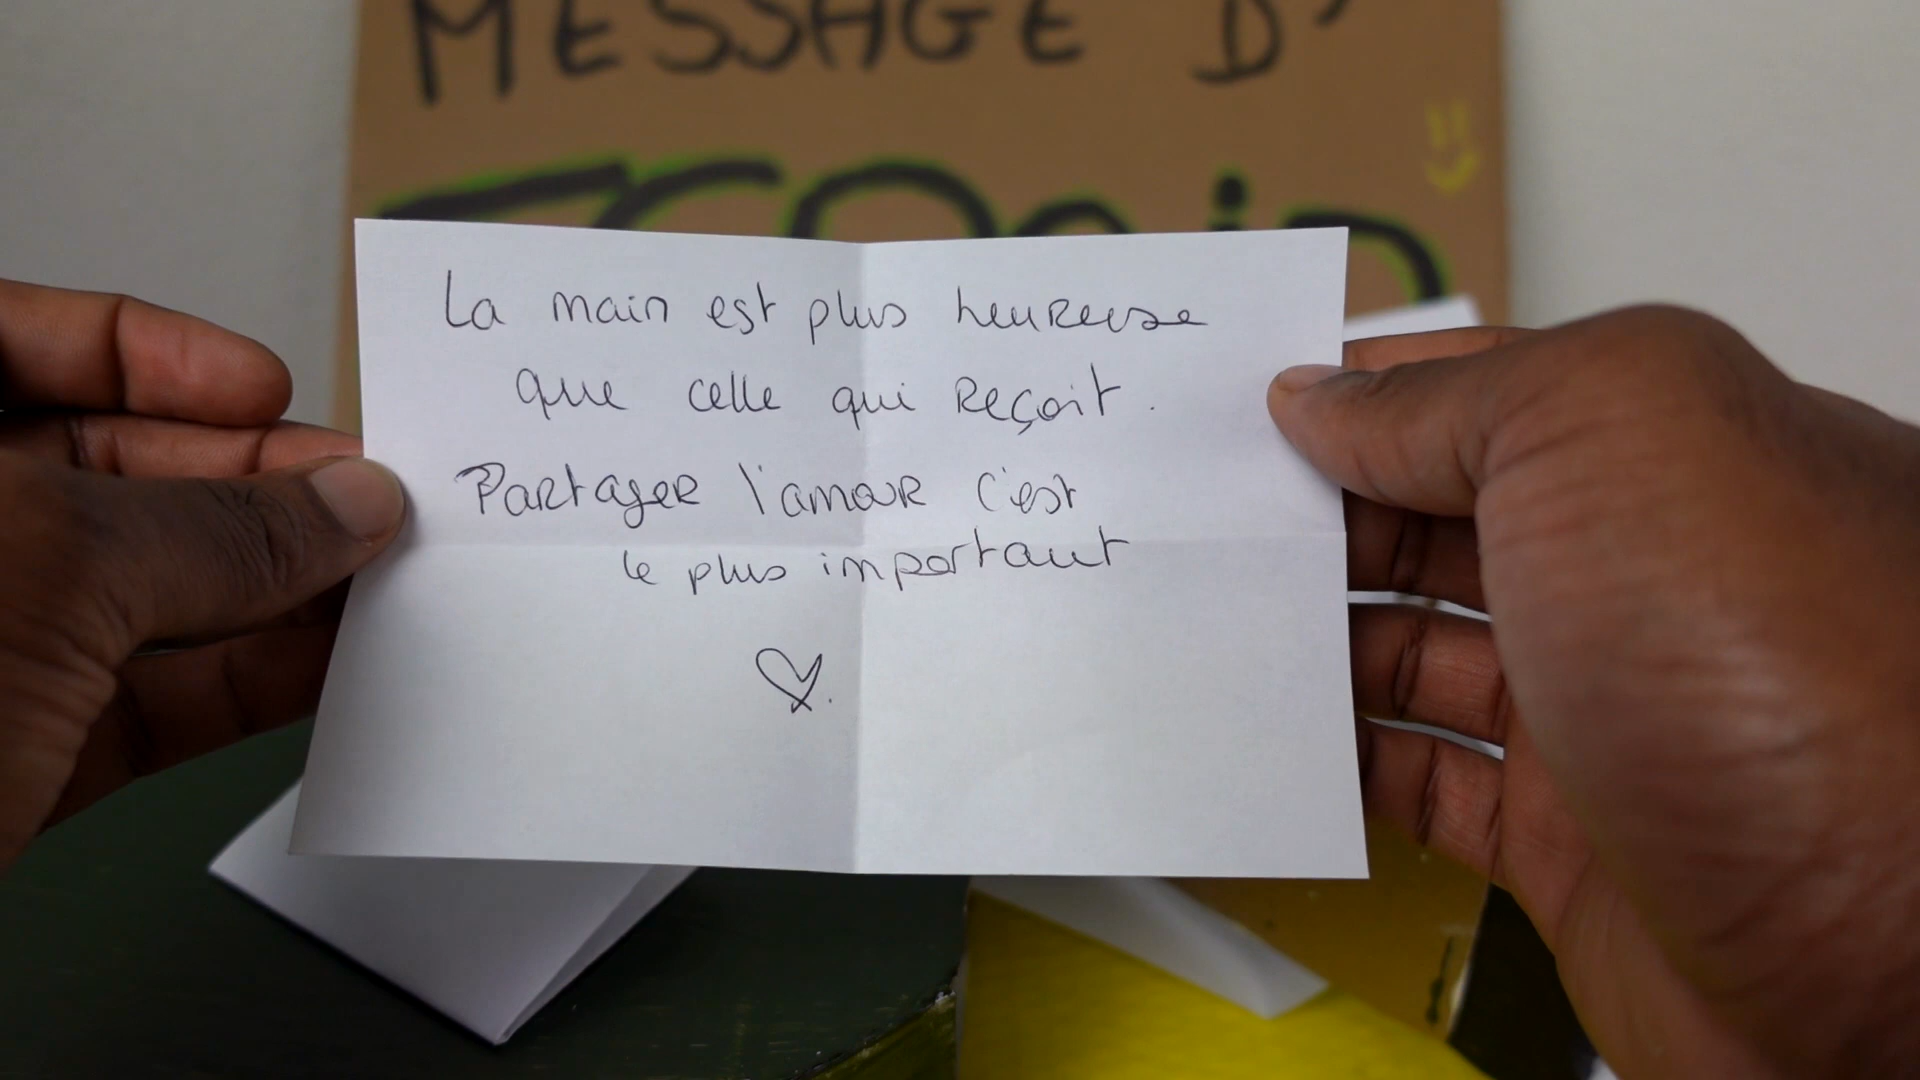 MESSAGE D'
La main est plus heureuse
que celle qui Reçoit.
Partager l'amour c'est
le plus important